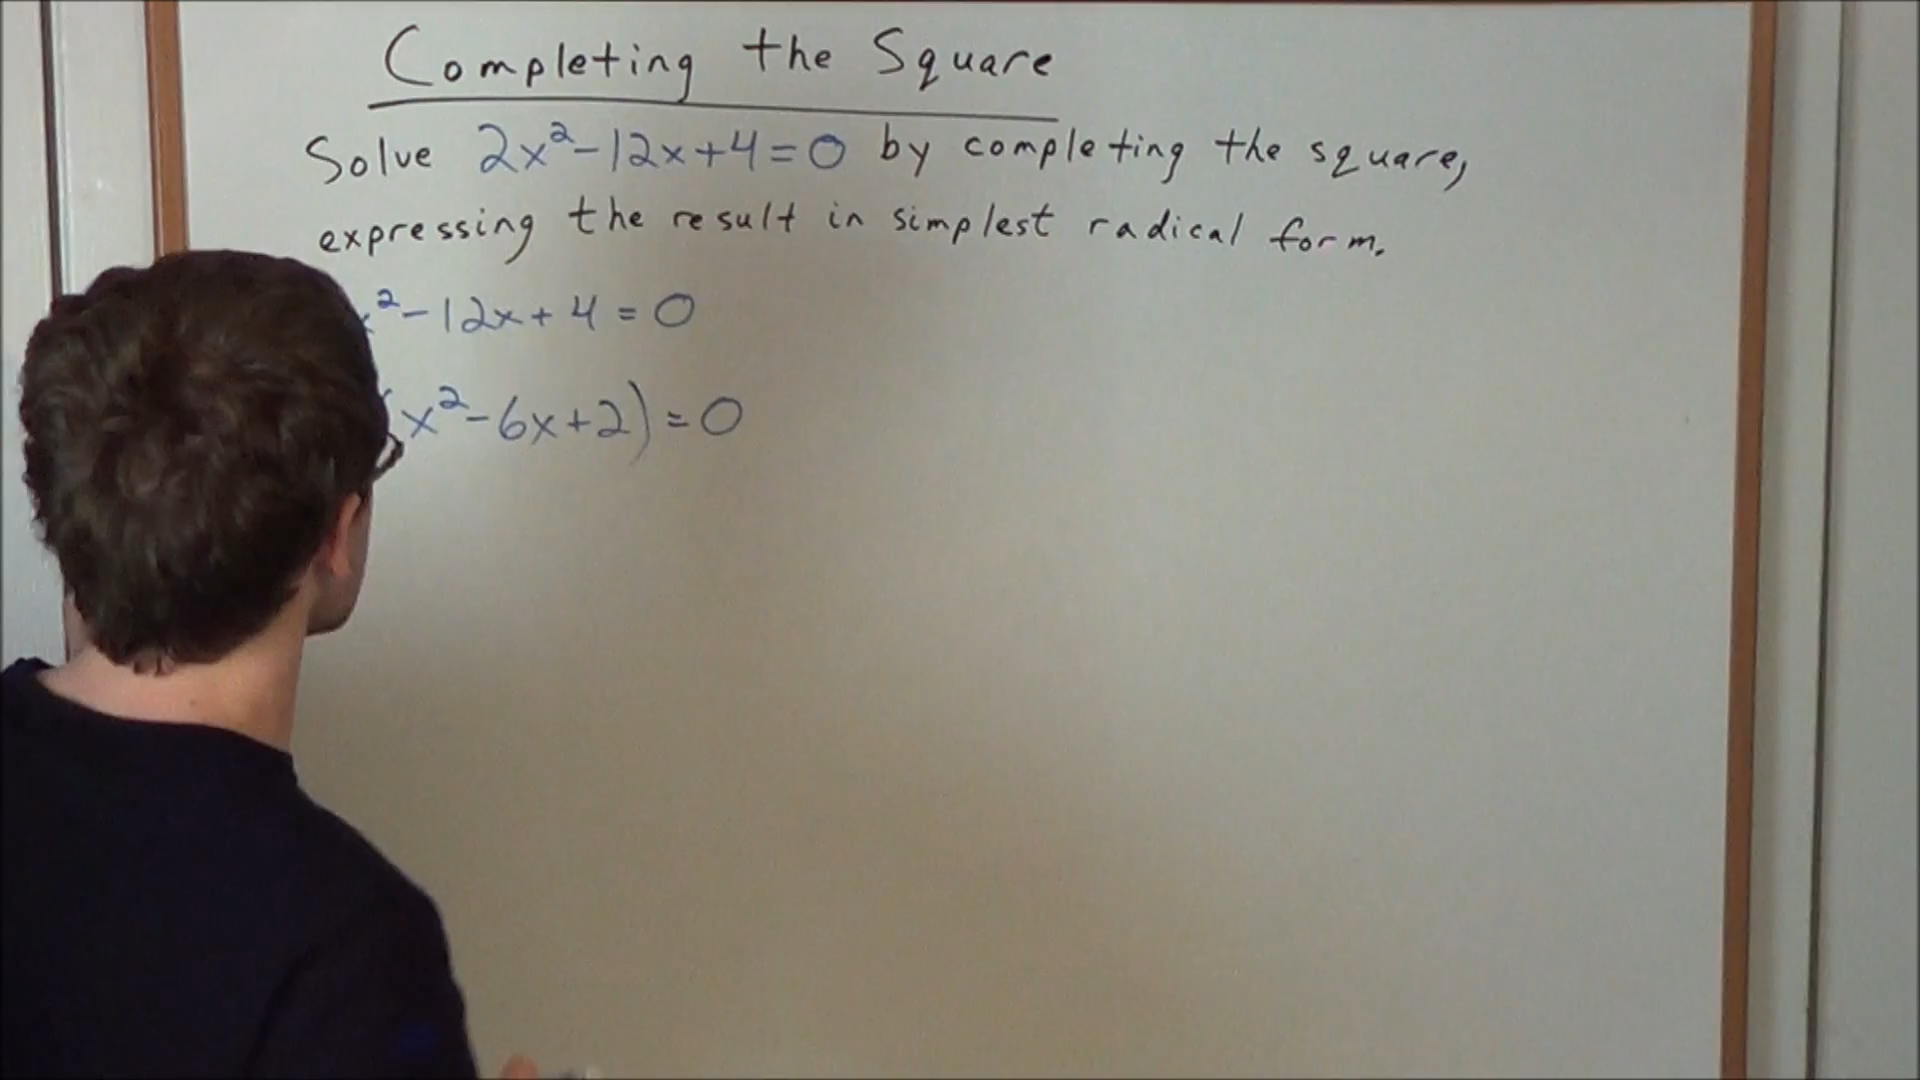 Completing the Square
Solve 2x²-12x+4=0 by completing the square,
expressing the result in simplest radical form.
x²-12x+4=0
(x²-6x+2)=0